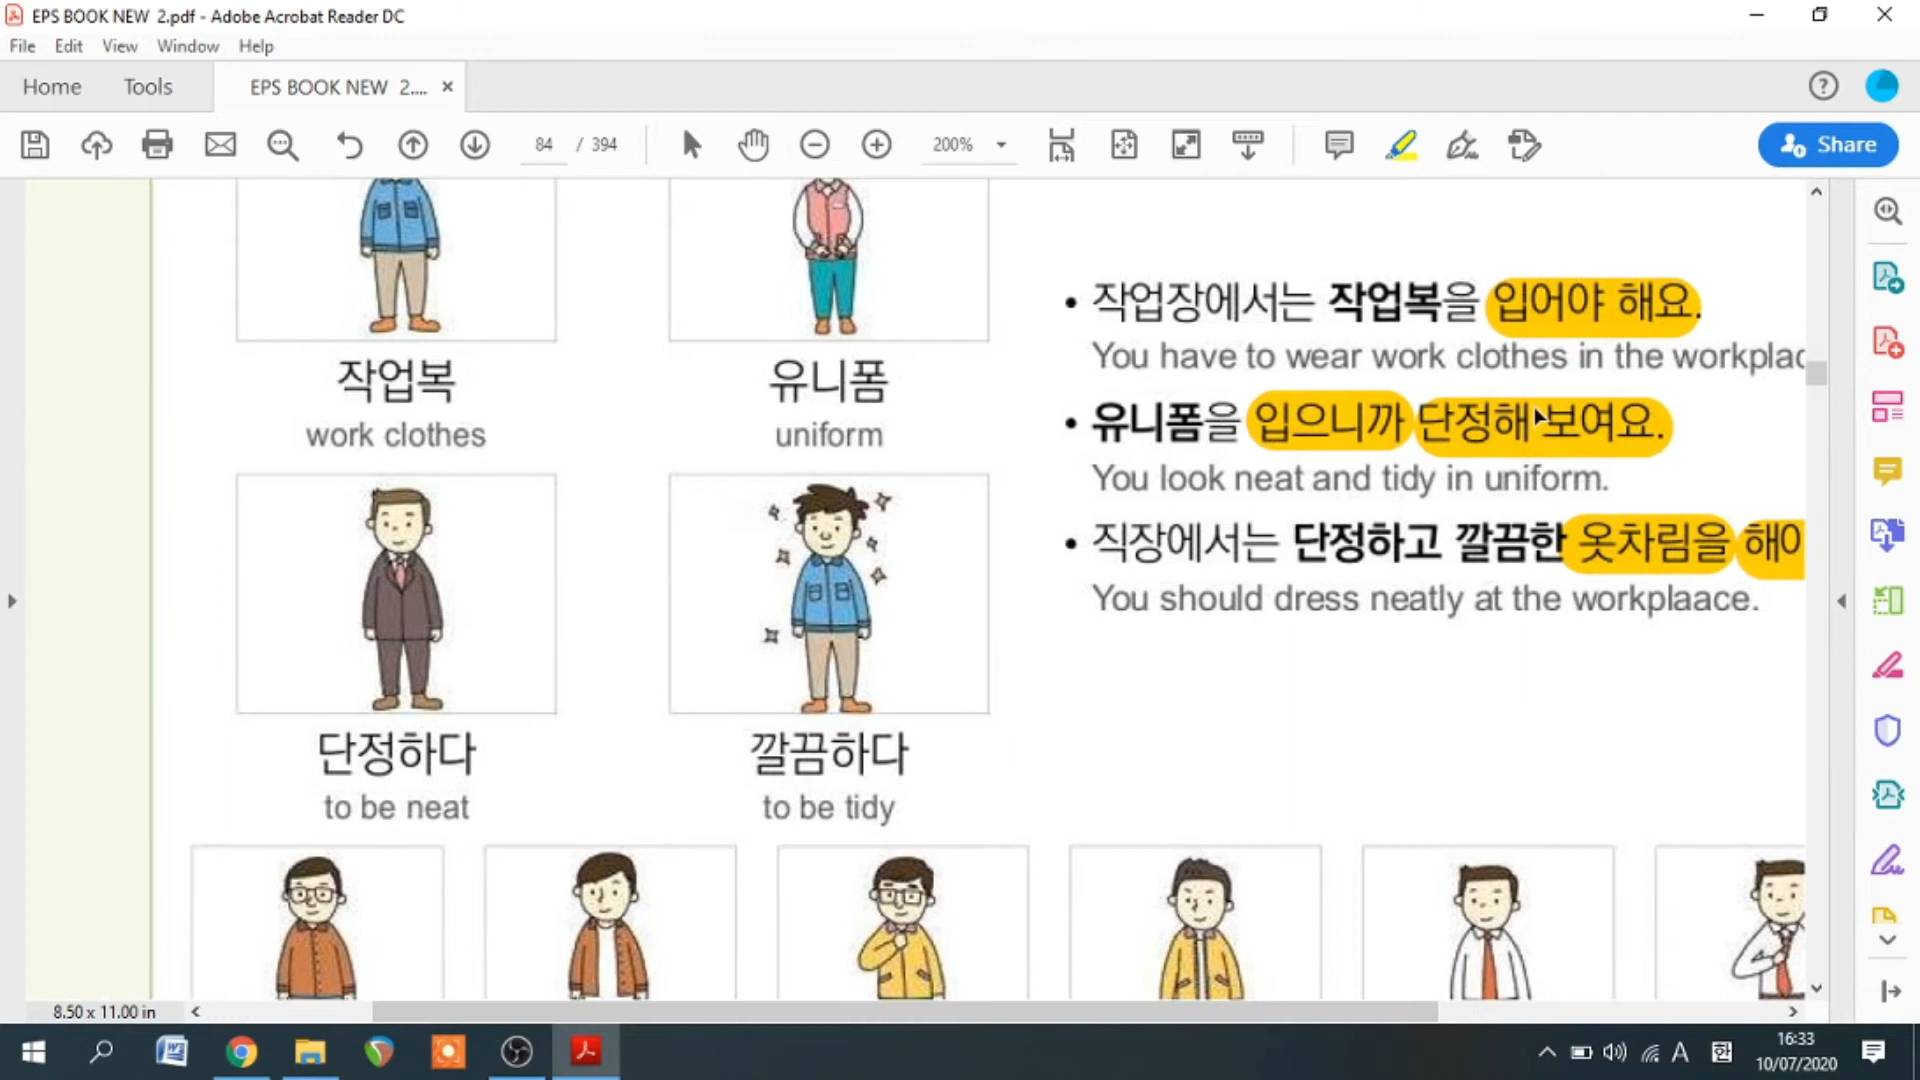 EPS BOOK NEW 2.pdf - Adobe Acrobat Reader DC
File Edit View Window Help
Home Tools EPS BOOK NEW 2.... ×
84 / 394 200% Share
작업복
work clothes
유니폼
uniform
단정하다
to be neat
깔끔하다
to be tidy
• 작업장에서는 작업복을 입어야 해요.
You have to wear work clothes in the workplac
• 유니폼을 입으니까 단정해 보여요.
You look neat and tidy in uniform.
• 직장에서는 단정하고 깔끔한 옷차림을 해야
You should dress neatly at the workplaace.
8.50 x 11.00 in
A 한 16:33
10/07/2020